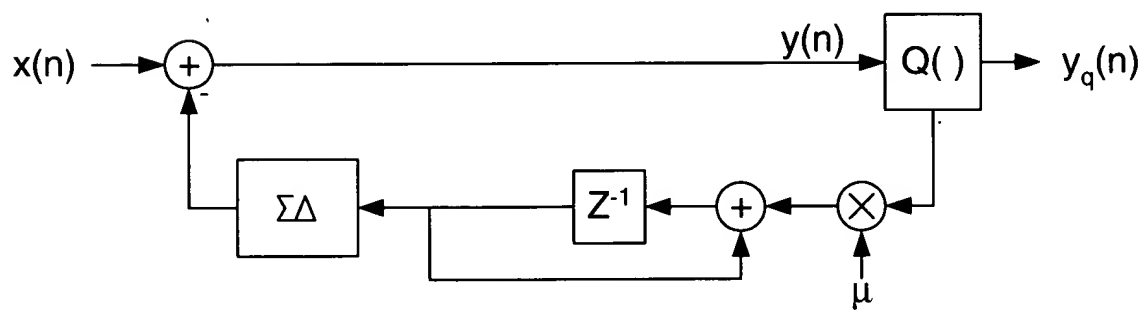 x(n)
+
-
y(n)
Q( )
y_q(n)
ΣΔ
Z⁻¹
+
×
μ